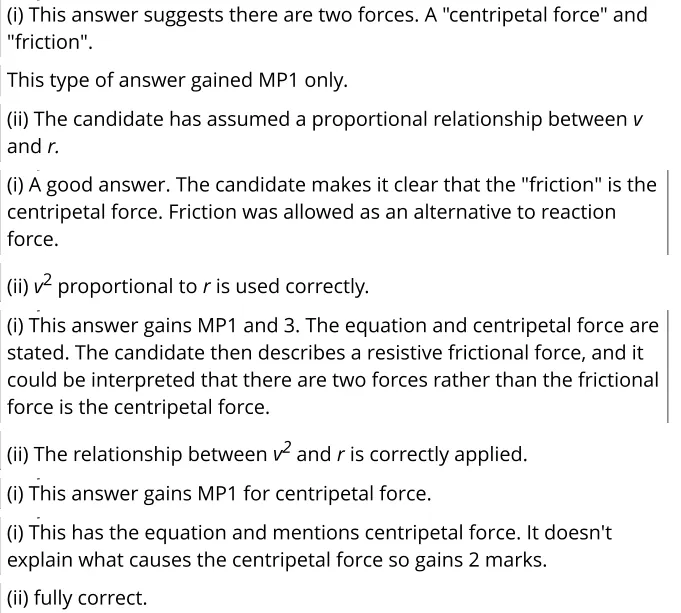 (i) This answer suggests there are two forces. A "centripetal force" and
"friction".
This type of answer gained MP1 only.
(ii) The candidate has assumed a proportional relationship between v
and r.
(i) A good answer. The candidate makes it clear that the "friction" is the
centripetal force. Friction was allowed as an alternative to reaction
force.
(ii) v² proportional to r is used correctly.
(i) This answer gains MP1 and 3. The equation and centripetal force are
stated. The candidate then describes a resistive frictional force, and it
could be interpreted that there are two forces rather than the frictional
force is the centripetal force.
(ii) The relationship between v² and r is correctly applied.
(i) This answer gains MP1 for centripetal force.
(i) This has the equation and mentions centripetal force. It doesn't
explain what causes the centripetal force so gains 2 marks.
(ii) fully correct.